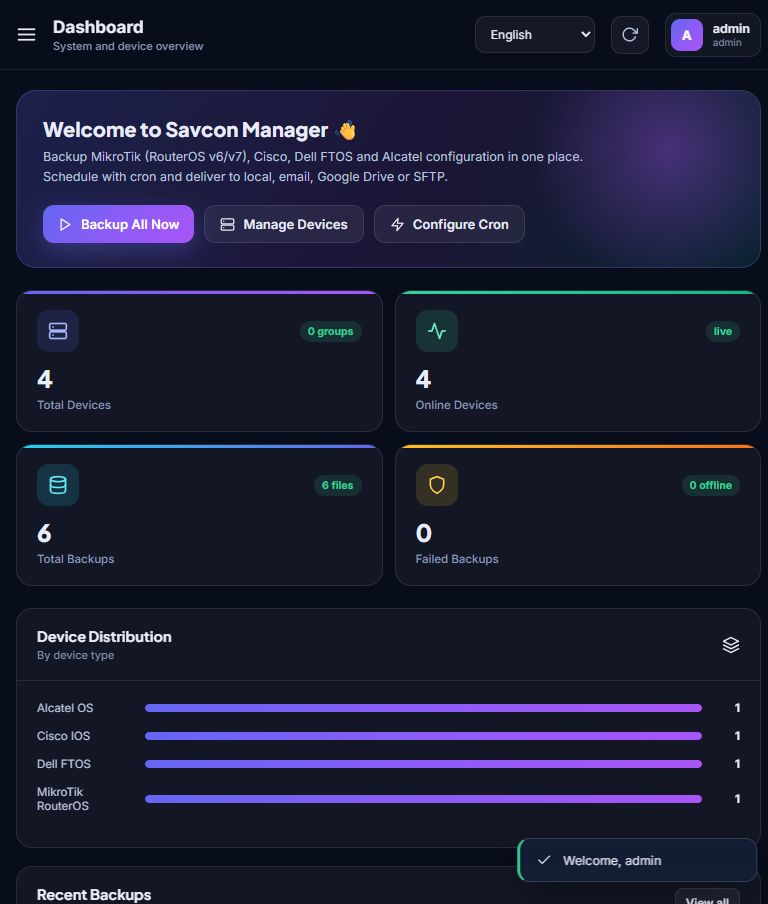 Dashboard
System and device overview
English
A
admin
admin
Welcome to Savcon Manager 👋
Backup MikroTik (RouterOS v6/v7), Cisco, Dell FTOS and Alcatel configuration in one place.
Schedule with cron and deliver to local, email, Google Drive or SFTP.
Backup All Now
Manage Devices
Configure Cron
0 groups
4
Total Devices
live
4
Online Devices
6 files
6
Total Backups
0 offline
0
Failed Backups
Device Distribution
By device type
Alcatel OS 1
Cisco IOS 1
Dell FTOS 1
MikroTik
RouterOS 1
Welcome, admin
Recent Backups
View all